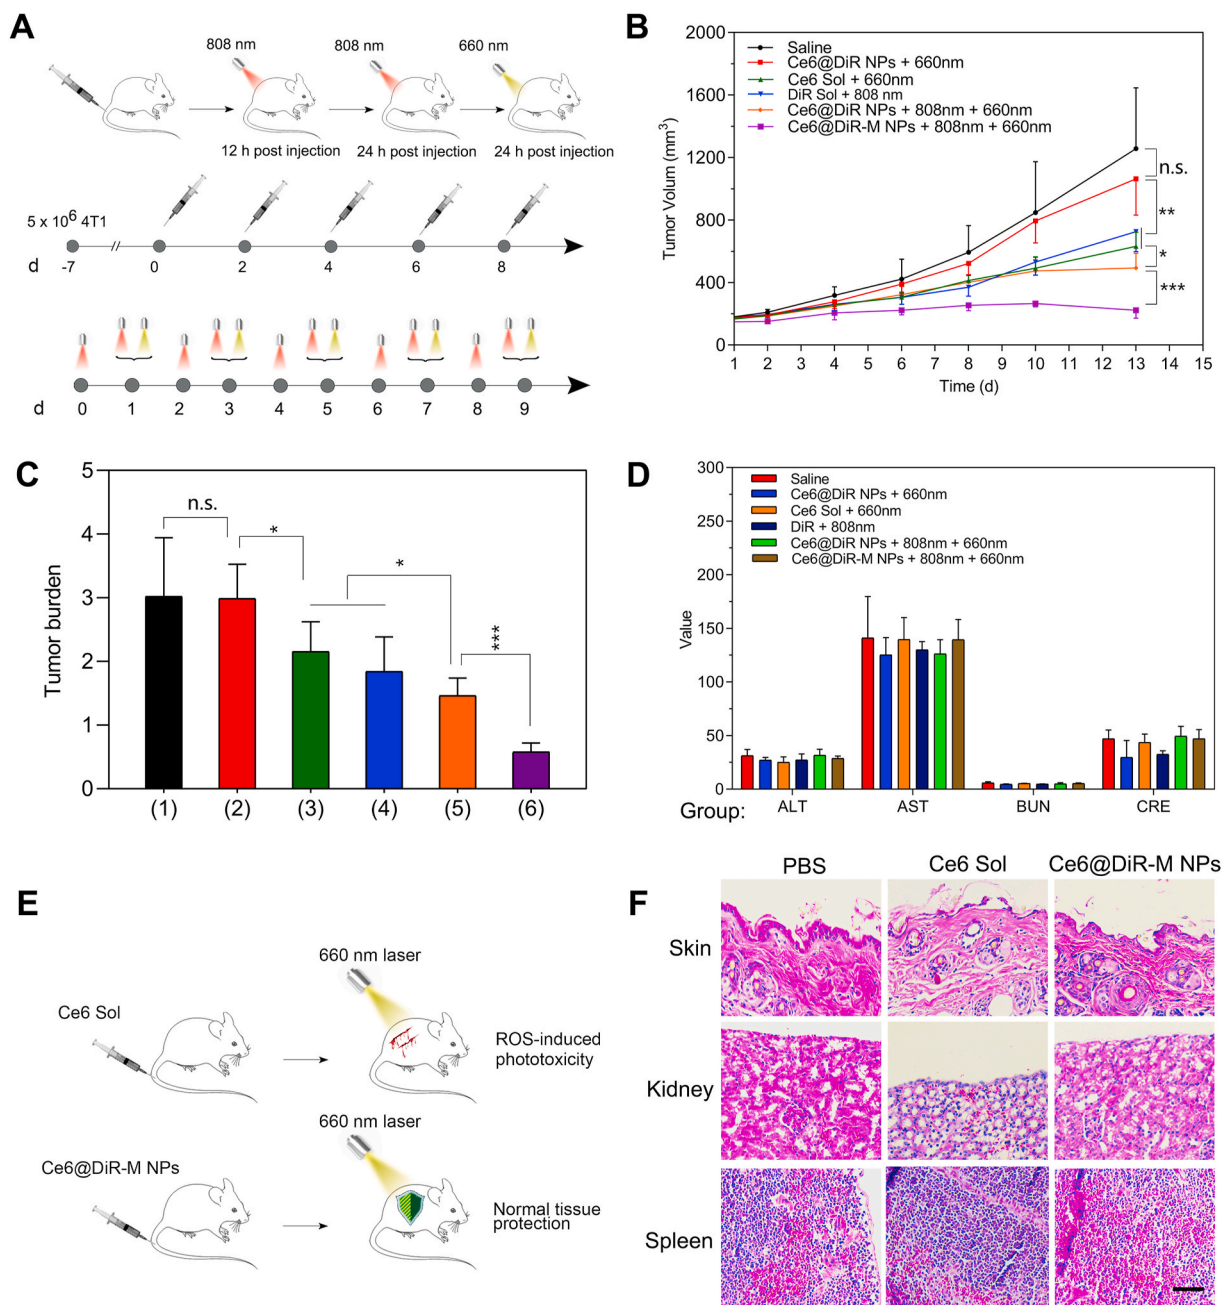 A
808 nm
808 nm
660 nm
12 h post injection
24 h post injection
24 h post injection
5 x 10⁶ 4T1
d
-7
0
2
4
6
8
d
0
1
2
3
4
5
6
7
8
9
B
2000
1600
1200
800
400
0
Tumor Volum (mm³)
Saline
Ce6@DiR NPs + 660nm
Ce6 Sol + 660nm
DiR Sol + 808 nm
Ce6@DiR NPs + 808nm + 660nm
Ce6@DiR-M NPs + 808nm + 660nm
n.s.
**
*
***
1 2 3 4 5 6 7 8 9 10 11 12 13 14 15
Time (d)
C
5
4
3
2
1
0
Tumor burden
n.s.
*
*
***
(1) (2) (3) (4) (5) (6)
D
300
250
200
150
100
50
0
Value
Saline
Ce6@DiR NPs + 660nm
Ce6 Sol + 660nm
DiR + 808nm
Ce6@DiR NPs + 808nm + 660nm
Ce6@DiR-M NPs + 808nm + 660nm
Group: ALT AST BUN CRE
E
660 nm laser
Ce6 Sol
ROS-induced
phototoxicity
660 nm laser
Ce6@DiR-M NPs
Normal tissue
protection
F
PBS Ce6 Sol Ce6@DiR-M NPs
Skin
Kidney
Spleen